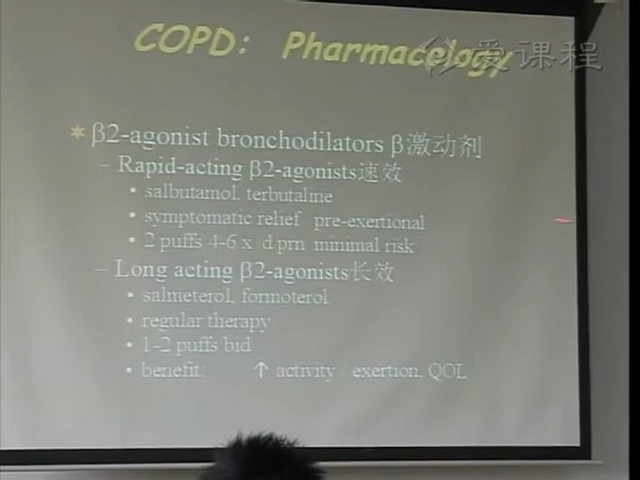 COPD: Pharmacelogy
爱课程
β2-agonist bronchodilators β激动剂
– Rapid-acting β2-agonists速效
• salbutamol, terbutaline
• symptomatic relief pre-exertional
• 2 puffs 4-6 x /d prn minimal risk
– Long acting β2-agonists长效
• salmeterol, formoterol
• regular therapy
• 1-2 puffs bid
• benefit: ↑ activity / exertion, QOL